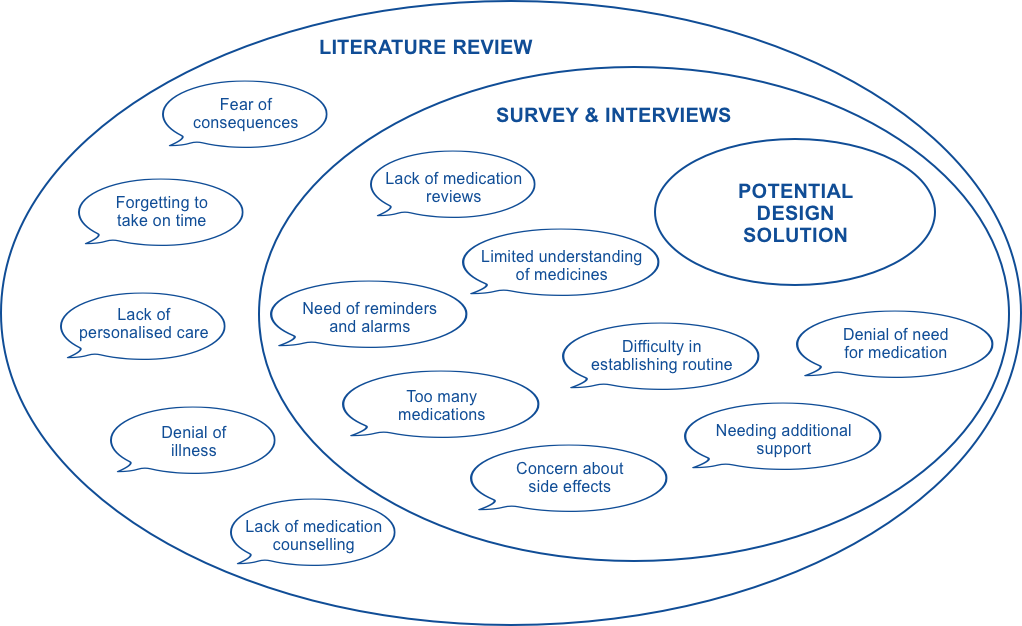 LITERATURE REVIEW
Fear of
consequences
Forgetting to
take on time
Lack of
personalised care
Denial of
illness
Lack of medication
counselling
SURVEY & INTERVIEWS
Lack of medication
reviews
Limited understanding
of medicines
Need of reminders
and alarms
Difficulty in
establishing routine
Too many
medications
Concern about
side effects
Needing additional
support
Denial of need
for medication
POTENTIAL
DESIGN
SOLUTION